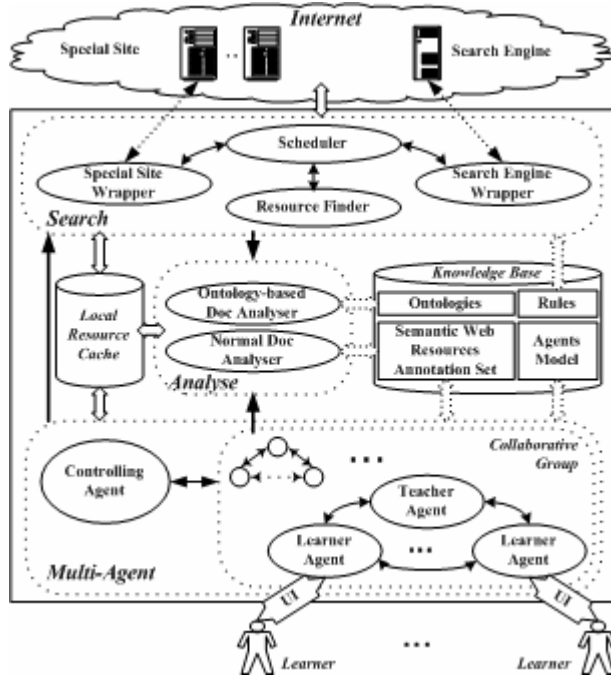 Internet
Special Site
Search Engine
Scheduler
Special Site
Wrapper
Search Engine
Wrapper
Resource Finder
Search
Knowledge Base
Ontology-based
Doc Analyser
Ontologies
Rules
Local
Resource
Cache
Normal Doc
Analyser
Semantic Web
Resources
Annotation Set
Agents
Model
Analyse
Collaborative
Group
Controlling
Agent
...
Teacher
Agent
Learner
Agent
...
Learner
Agent
Multi-Agent
UI
UI
Learner
...
Learner